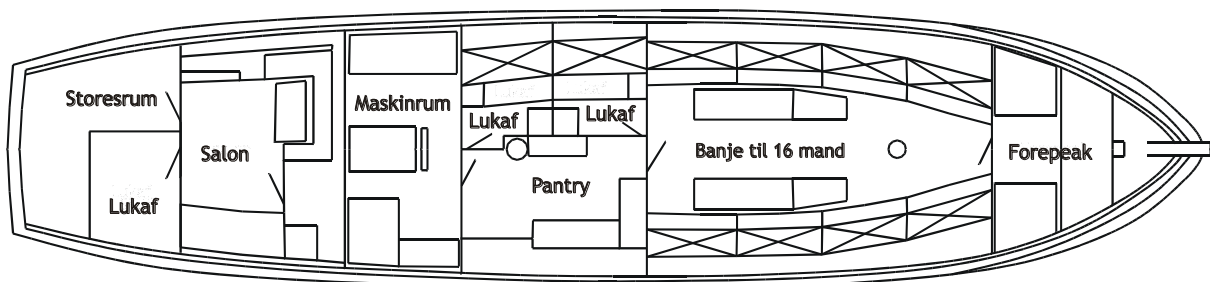 Storesrum
Lukaf
Salon
Maskinrum
Lukaf
Lukaf
Pantry
Banje til 16 mand
Forepeak